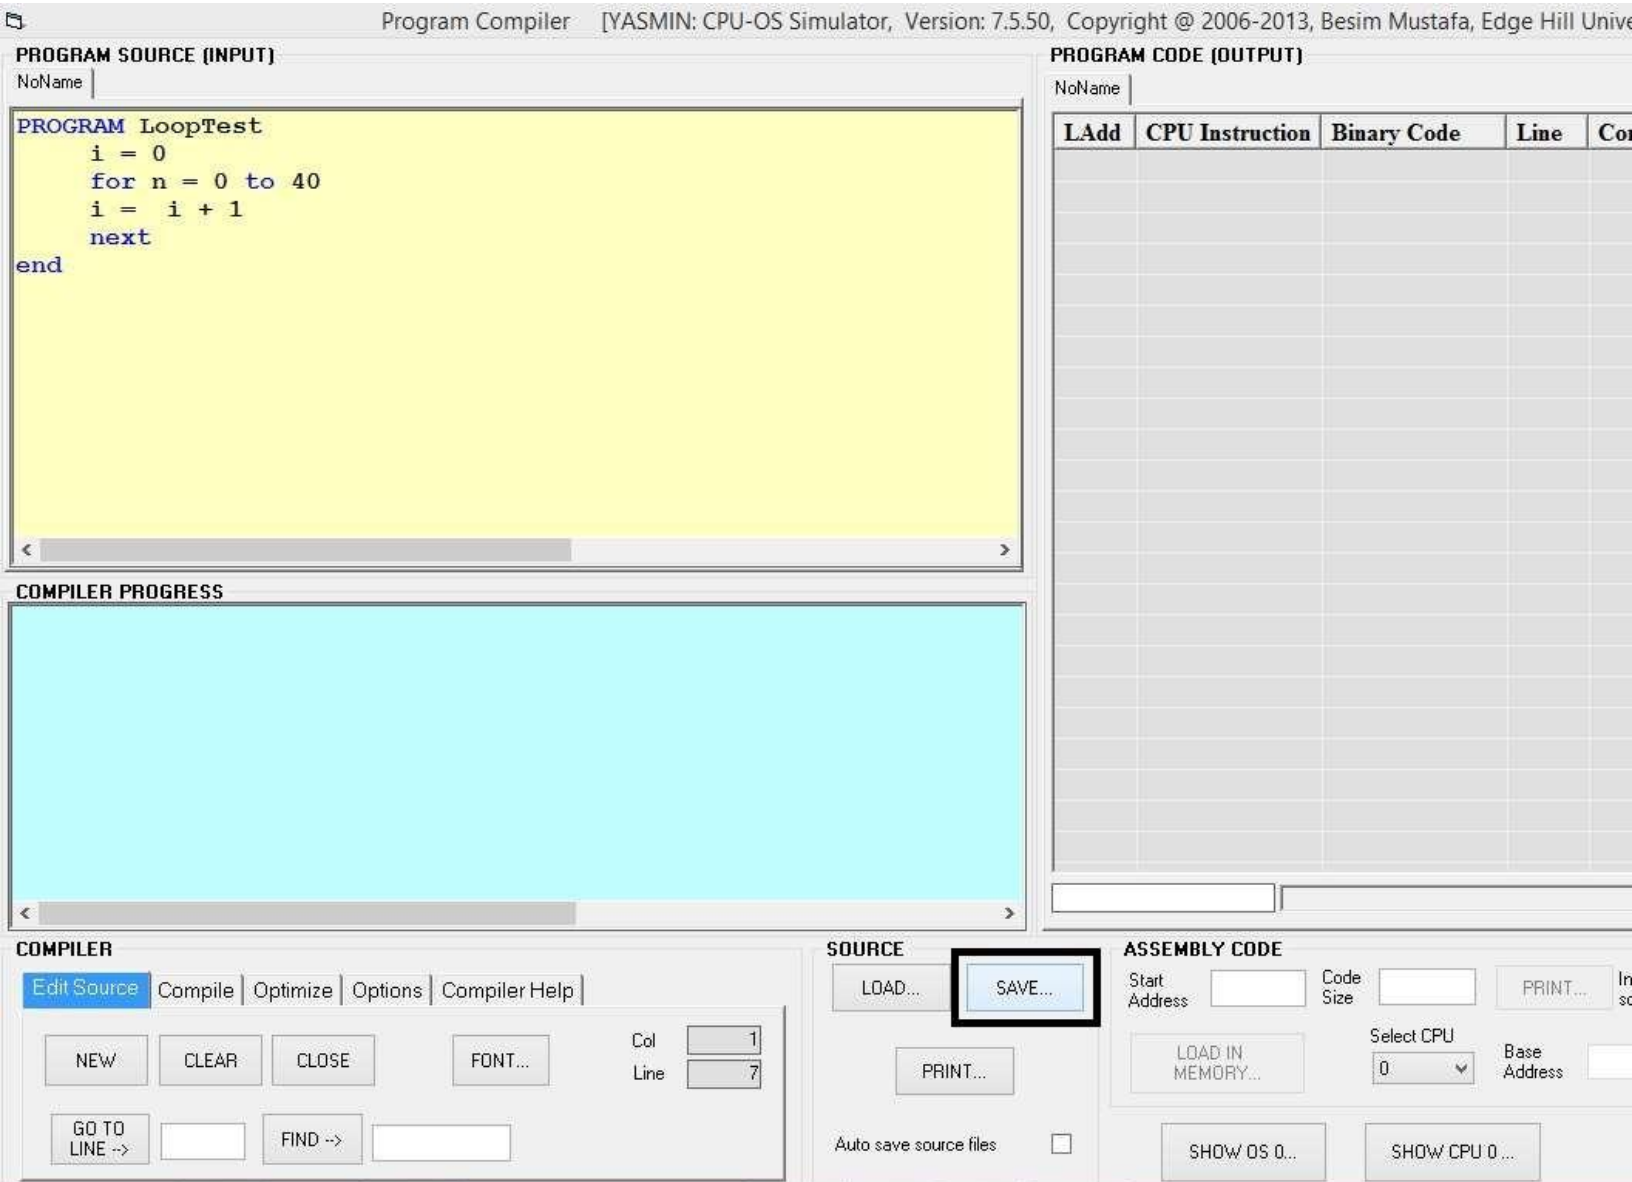 Program Compiler [YASMIN: CPU-OS Simulator, Version: 7.5.50, Copyright @ 2006-2013, Besim Mustafa, Edge Hill
PROGRAM SOURCE (INPUT)
NoName
PROGRAM LoopTest
i = 0
for n = 0 to 40
i = i + 1
next
end
COMPILER PROGRESS
PROGRAM CODE (OUTPUT)
NoName
LAdd CPU Instruction Binary Code Line
COMPILER
Edit Source Compile Optimize Options Compiler Help
NEW CLEAR CLOSE FONT...
Col 1
Line 7
GO TO
LINE -->
FIND -->
SOURCE
LOAD... SAVE...
PRINT...
Auto save source files
ASSEMBLY CODE
Start
Address
Code
Size
PRINT...
LOAD IN
MEMORY...
Select CPU
0
Base
Address
SHOW OS 0...
SHOW CPU 0 ...